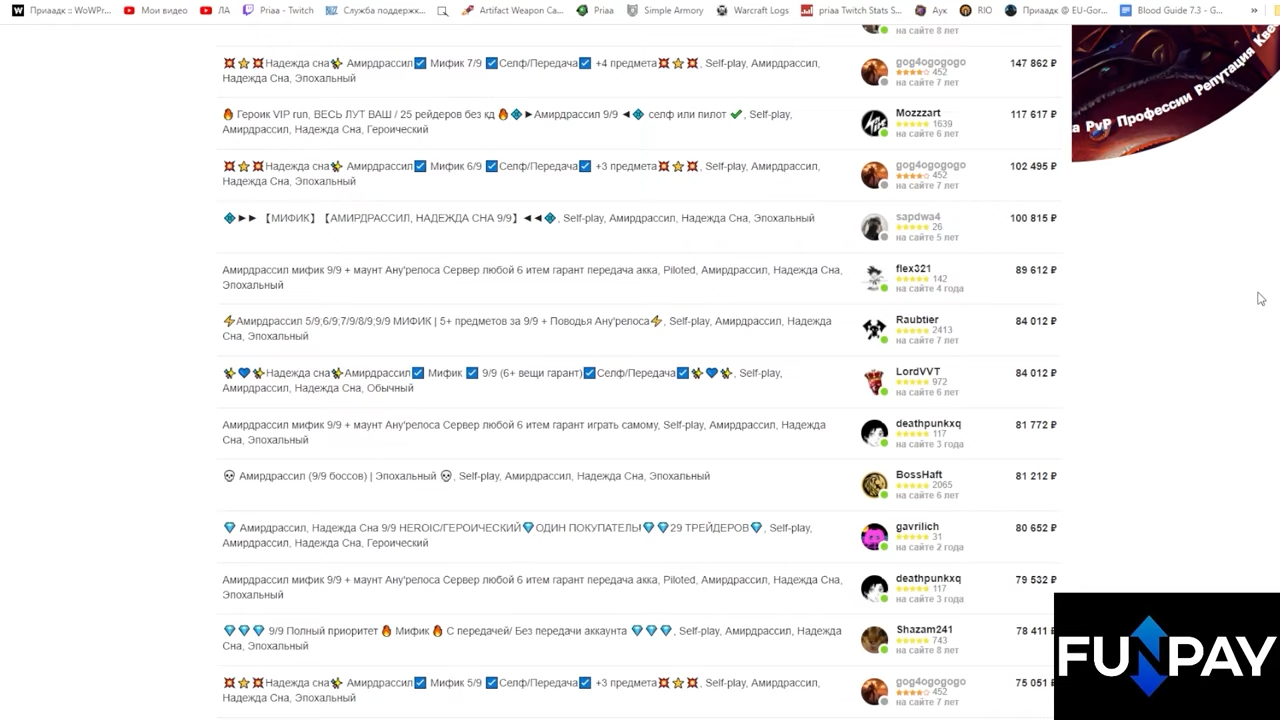 WoWPr...
Мои видео
ЛА
Priaa - Twitch
Служба поддержк...
Artifact Weapon Ca...
Priaa
Simple Armory
Warcraft Logs
priaa Twitch Stats S...
Аук
RIO
Приаадк @ EU-Gor...
Blood Guide 7.3 - G...
»
на сайте 8 лет
Надежда сна Амирдрассил Мифик 7/9 Селф/Передача +4 предмета, Self-play, Амирдрассил,
Надежда Сна, Эпохальный
gog4ogogogo
452
на сайте 7 лет
147 862 ₽
Героик VIP run, ВЕСЬ ЛУТ ВАШ / 25 рейдеров без кд ►Амирдрассил 9/9 ◄ селф или пилот ✔, Self-play,
Амирдрассил, Надежда Сна, Героический
Mozzzart
1639
на сайте 6 лет
117 617 ₽
Надежда сна Амирдрассил Мифик 6/9 Селф/Передача +3 предмета, Self-play, Амирдрассил,
Надежда Сна, Эпохальный
gog4ogogogo
452
на сайте 7 лет
102 495 ₽
►► 【МИФИК】【АМИРДРАССИЛ, НАДЕЖДА СНА 9/9】◄◄, Self-play, Амирдрассил, Надежда Сна, Эпохальный
sapdwa4
26
на сайте 5 лет
100 815 ₽
Амирдрассил мифик 9/9 + маунт Ану'релоса Сервер любой 6 итем гарант передача акка, Piloted, Амирдрассил, Надежда Сна,
Эпохальный
flex321
142
на сайте 4 года
89 612 ₽
Амирдрассил 5/9;6/9;7/9/8/9;9/9 МИФИК | 5+ предметов за 9/9 + Поводья Ану'релоса, Self-play, Амирдрассил, Надежда
Сна, Эпохальный
Raubtier
2413
на сайте 7 лет
84 012 ₽
Надежда сна Амирдрассил Мифик 9/9 (6+ вещи гарант) Селф/Передача, Self-play,
Амирдрассил, Надежда Сна, Обычный
LordVVT
972
на сайте 6 лет
84 012 ₽
Амирдрассил мифик 9/9 + маунт Ану'релоса Сервер любой 6 итем гарант играть самому, Self-play, Амирдрассил, Надежда
Сна, Эпохальный
deathpunkxq
117
на сайте 3 года
81 772 ₽
Амирдрассил (9/9 боссов) | Эпохальный , Self-play, Амирдрассил, Надежда Сна, Эпохальный
BossHaft
2065
на сайте 6 лет
81 212 ₽
Амирдрассил, Надежда Сна 9/9 HEROIC/ГЕРОИЧЕСКИЙ ОДИН ПОКУПАТЕЛЬ! 29 ТРЕЙДЕРОВ, Self-play,
Амирдрассил, Надежда Сна, Героический
gavrilich
31
на сайте 2 года
80 652 ₽
Амирдрассил мифик 9/9 + маунт Ану'релоса Сервер любой 6 итем гарант передача акка, Piloted, Амирдрассил, Надежда Сна,
Эпохальный
deathpunkxq
117
на сайте 3 года
79 532 ₽
9/9 Полный приоритет Мифик С передачей/ Без передачи аккаунта , Self-play, Амирдрассил, Надежда
Сна, Эпохальный
Shazam241
743
на сайте 8 лет
78 411
Надежда сна Амирдрассил Мифик 5/9 Селф/Передача +3 предмета, Self-play, Амирдрассил,
Надежда Сна, Эпохальный
gog4ogogogo
452
на сайте 7 лет
75 051
а PvP Профессии Репутация Кве
FUNPAY